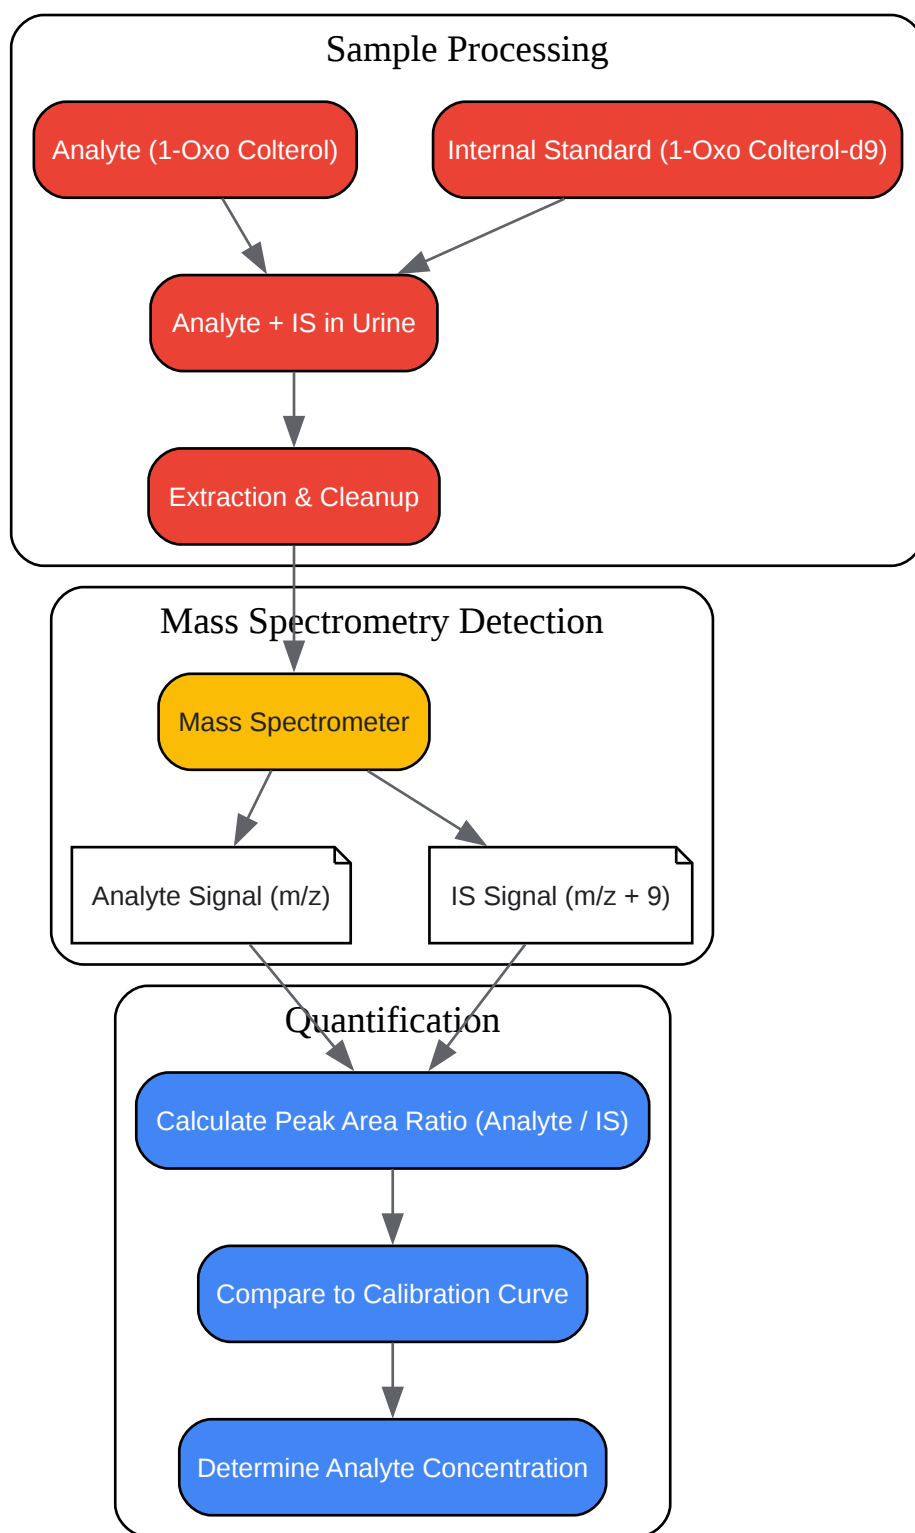 Sample Processing
Analyte (1-Oxo Colterol)
Internal Standard (1-Oxo Colterol-d9)
Analyte + IS in Urine
Extraction & Cleanup
Mass Spectrometry Detection
Mass Spectrometer
Analyte Signal (m/z)
IS Signal (m/z + 9)
Quantification
Calculate Peak Area Ratio (Analyte / IS)
Compare to Calibration Curve
Determine Analyte Concentration